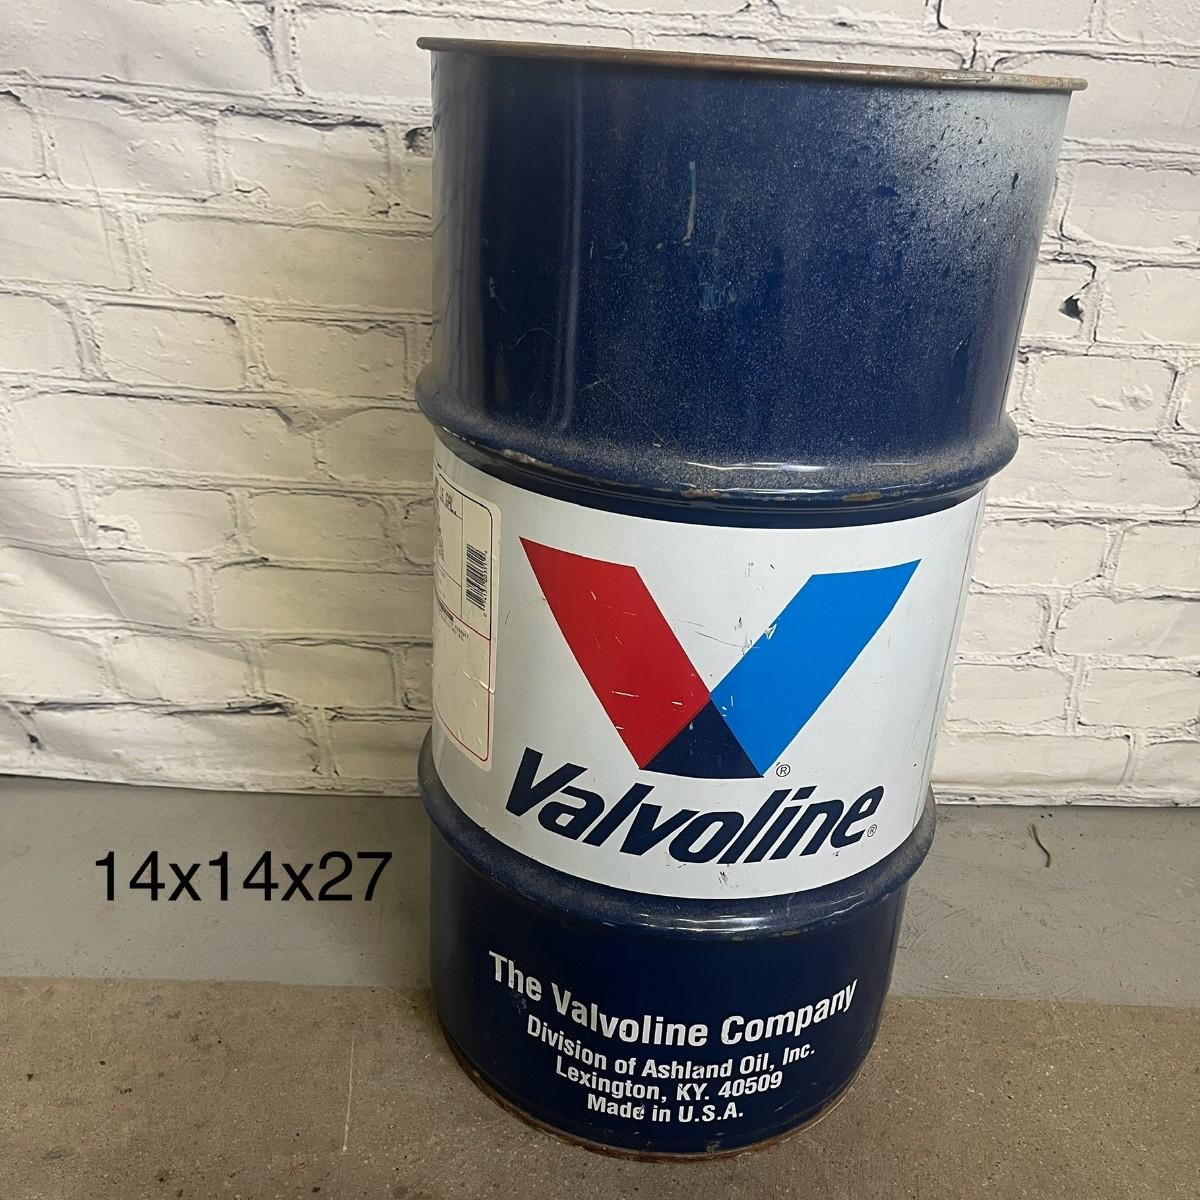 Valvoline®
14x14x27
The Valvoline Company
Division of Ashland Oil, Inc.
Lexington, KY. 40509
Made in U.S.A.